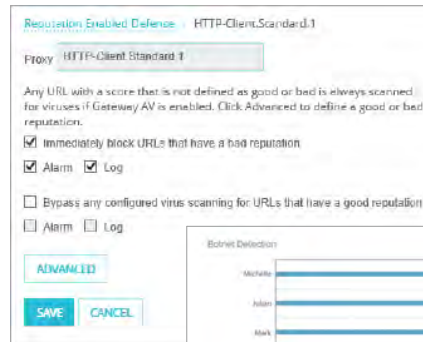 Reputation Enabled Defence HTTP-Client.Standard.1
Proxy HTTP-Client.Standard.1
Any URL with a score that is not defined as good or bad is always scanned
for viruses if Gateway AV is enabled. Click Advanced to define a good or bad
reputation.
Immediately block URLs that have a bad reputation
Alarm Log
Bypass any configured virus scanning for URLs that have a good reputation
Alarm Log
Botnet Detection
ADVANCED
Michelle
Adam
SAVE CANCEL
Mark